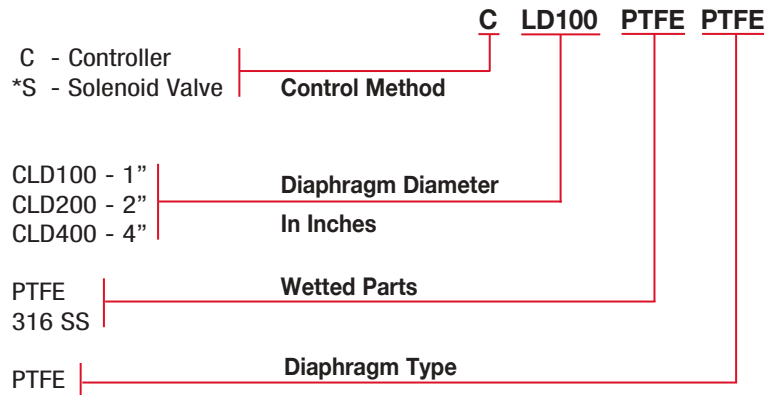 C LD100 PTFE PTFE
C - Controller
*S - Solenoid Valve
Control Method
CLD100 - 1”
CLD200 - 2”
CLD400 - 4”
Diaphragm Diameter
In Inches
PTFE
316 SS
Wetted Parts
PTFE
Diaphragm Type